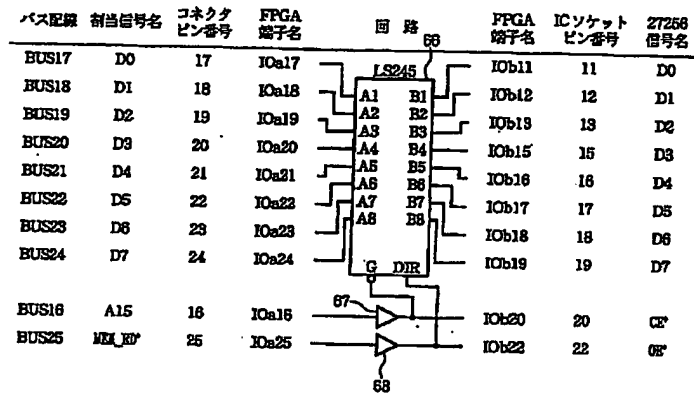 バス配線 割当信号名 コネクタピン番号 FPGA端子名 回路 66 FPGA端子名 ICソケットピン番号 27256信号名
BUS17 D0 17 IOa17 LS245 IOb11 11 D0
BUS18 D1 18 IOa18 A1 B1 IOb12 12 D1
BUS19 D2 19 IOa19 A2 B2 IOb13 13 D2
BUS20 D3 20 IOa20 A3 B3 IOb15 15 D3
BUS21 D4 21 IOa21 A4 B4 IOb16 16 D4
BUS22 D5 22 IOa22 A5 B5 IOb17 17 D5
BUS23 D6 23 IOa23 A6 B6 IOb18 18 D6
BUS24 D7 24 IOa24 A7 B7 IOb19 19 D7
A8 B8
G DIR
BUS16 A15 16 IOa16 67 IOb20 20 CE*
BUS25 MEM_RD* 25 IOa25 IOb22 22 OE*
68